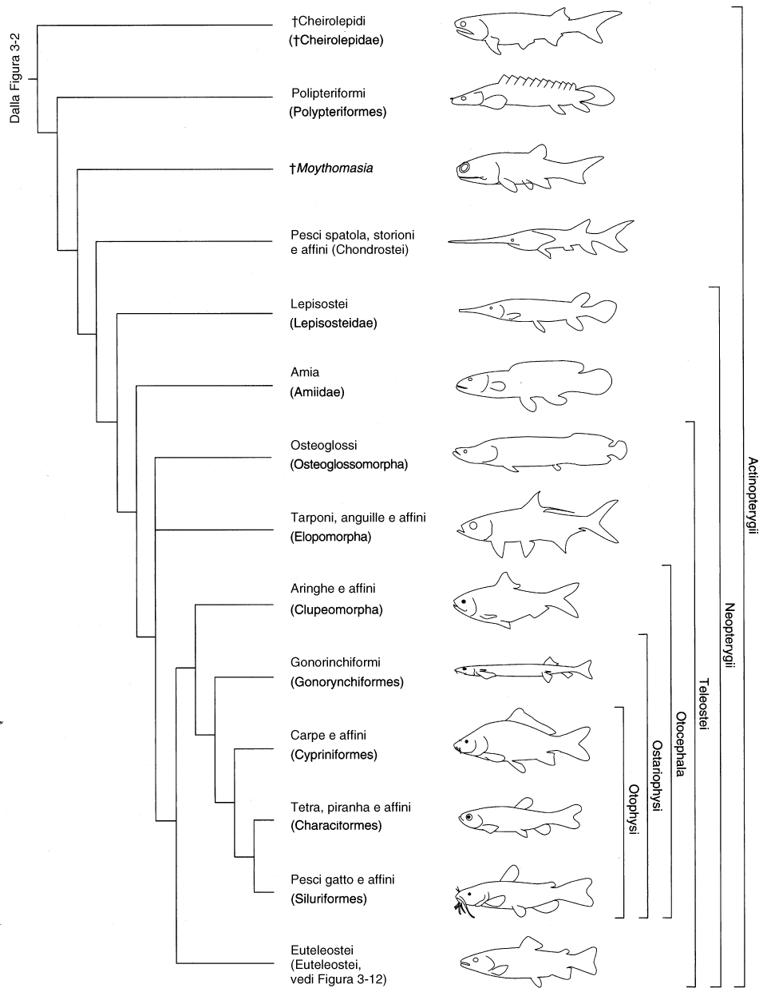 Dalla Figura 3-2
†Cheirolepidi
(†Cheirolepidae)
Polipteriformi
(Polypteriformes)
†Moythomasia
Pesci spatola, storioni
e affini (Chondrostei)
Lepisostei
(Lepisosteidae)
Amia
(Amiidae)
Osteoglossi
(Osteoglossomorpha)
Tarponi, anguille e affini
(Elopomorpha)
Aringhe e affini
(Clupeomorpha)
Gonorinchiformi
(Gonorynchiformes)
Carpe e affini
(Cypriniformes)
Tetra, piranha e affini
(Characiformes)
Pesci gatto e affini
(Siluriformes)
Euteleostei
(Euteleostei,
vedi Figura 3-12)
Otophysi
Ostariophysi
Otocephala
Teleostei
Neopterygii
Actinopterygii